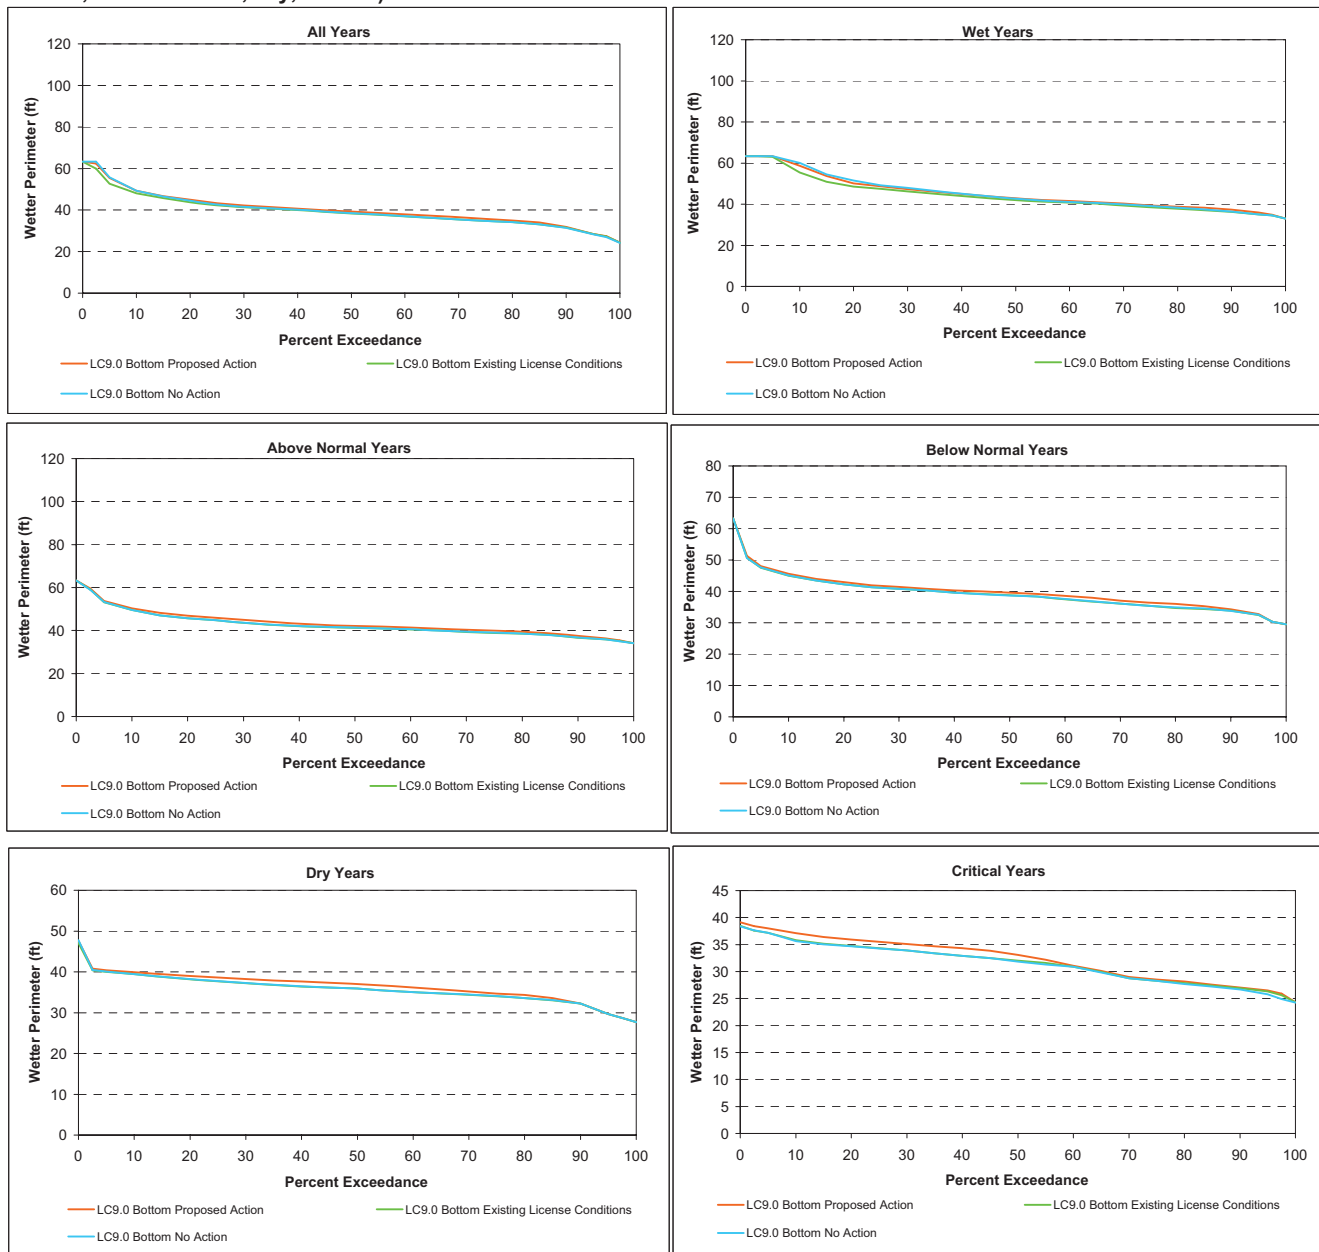 All Years
Wetter Perimeter (ft)
120
100
80
60
40
20
0
0 10 20 30 40 50 60 70 80 90 100
Percent Exceedance
LC9.0 Bottom Proposed Action
LC9.0 Bottom Existing License Conditions
LC9.0 Bottom No Action
Wet Years
Wetter Perimeter (ft)
120
100
80
60
40
20
0
0 10 20 30 40 50 60 70 80 90 100
Percent Exceedance
LC9.0 Bottom Proposed Action
LC9.0 Bottom Existing License Conditions
LC9.0 Bottom No Action
Above Normal Years
Wetter Perimeter (ft)
120
100
80
60
40
20
0
0 10 20 30 40 50 60 70 80 90 100
Percent Exceedance
LC9.0 Bottom Proposed Action
LC9.0 Bottom Existing License Conditions
LC9.0 Bottom No Action
Below Normal Years
Wetter Perimeter (ft)
80
70
60
50
40
30
20
10
0
0 10 20 30 40 50 60 70 80 90 100
Percent Exceedance
LC9.0 Bottom Proposed Action
LC9.0 Bottom Existing License Conditions
LC9.0 Bottom No Action
Dry Years
Wetter Perimeter (ft)
60
50
40
30
20
10
0
0 10 20 30 40 50 60 70 80 90 100
Percent Exceedance
LC9.0 Bottom Proposed Action
LC9.0 Bottom Existing License Conditions
LC9.0 Bottom No Action
Critical Years
Wetter Perimeter (ft)
45
40
35
30
25
20
15
10
5
0
0 10 20 30 40 50 60 70 80 90 100
Percent Exceedance
LC9.0 Bottom Proposed Action
LC9.0 Bottom Existing License Conditions
LC9.0 Bottom No Action